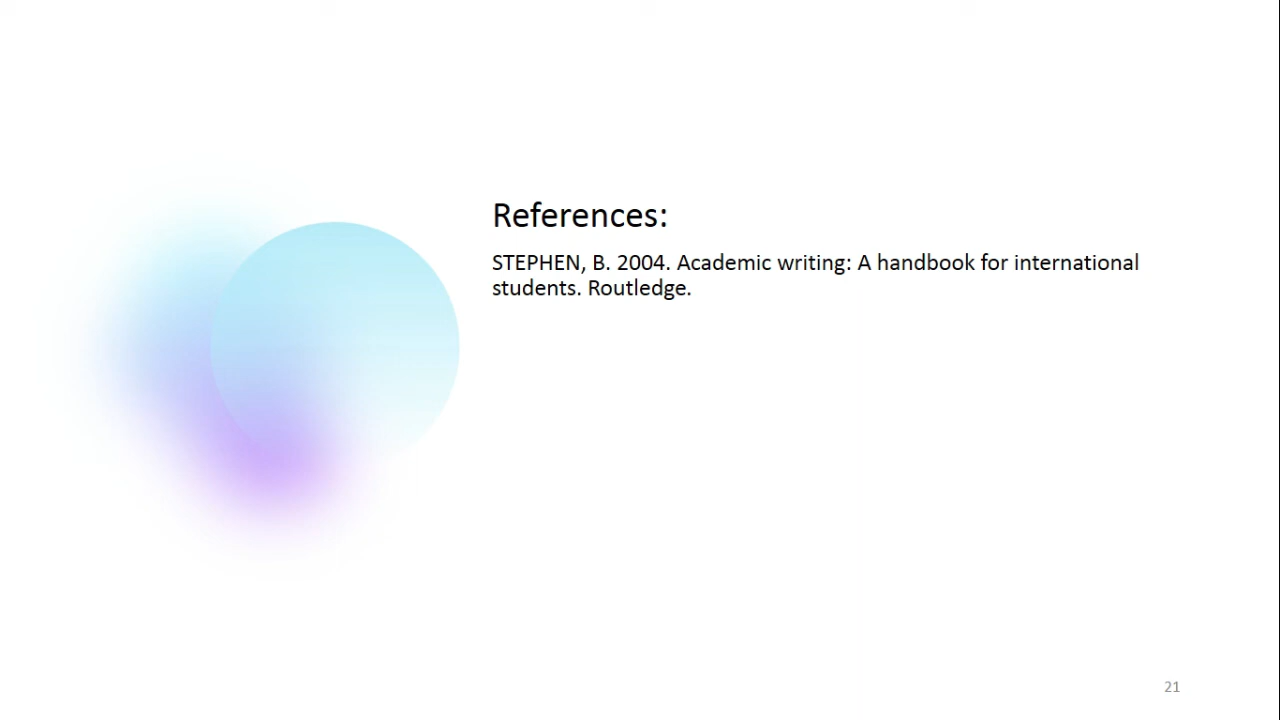 References:
STEPHEN, B. 2004. Academic writing: A handbook for international
students. Routledge.
21